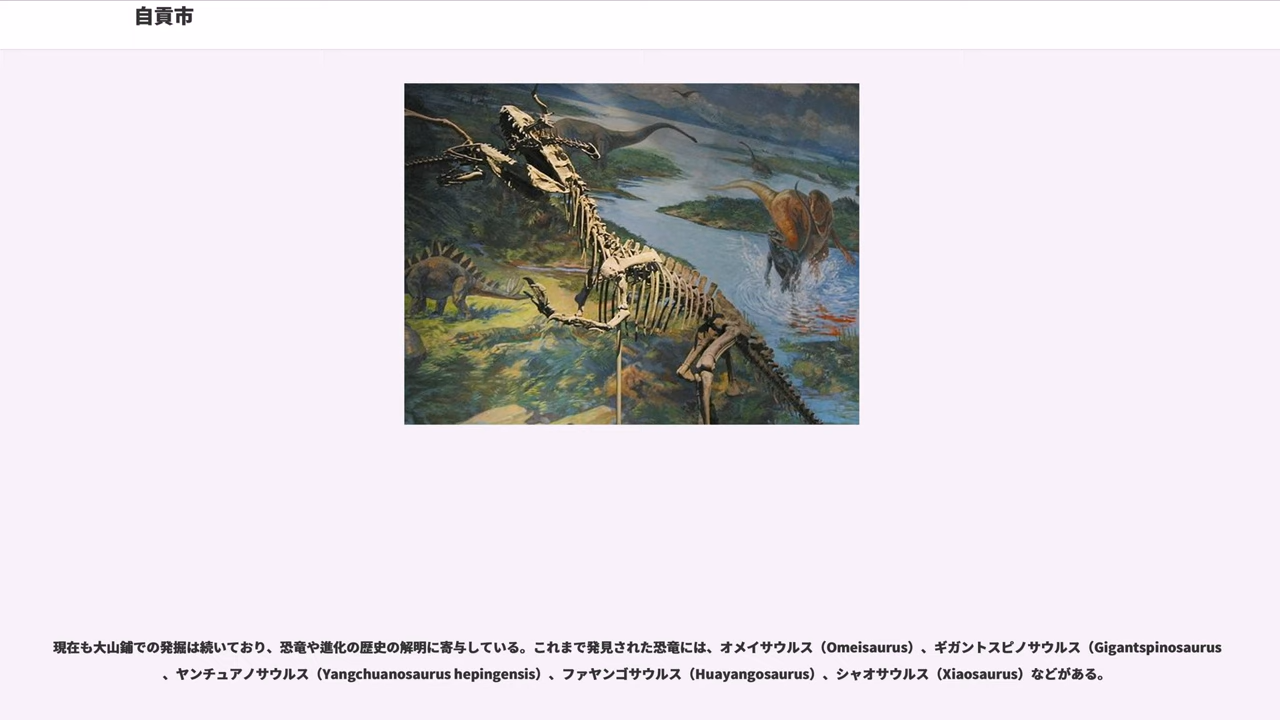 自貢市
現在も大山鋪での発掘は続いており、恐竜や進化の歴史の解明に寄与している。これまで発見された恐竜には、オメイサウルス（Omeisaurus）、ギガントスピノサウルス（Gigantspinosaurus
、ヤンチュアノサウルス（Yangchuanosaurus hepingensis）、ファヤンゴサウルス（Huayangosaurus）、シャオサウルス（Xiaosaurus）などがある。